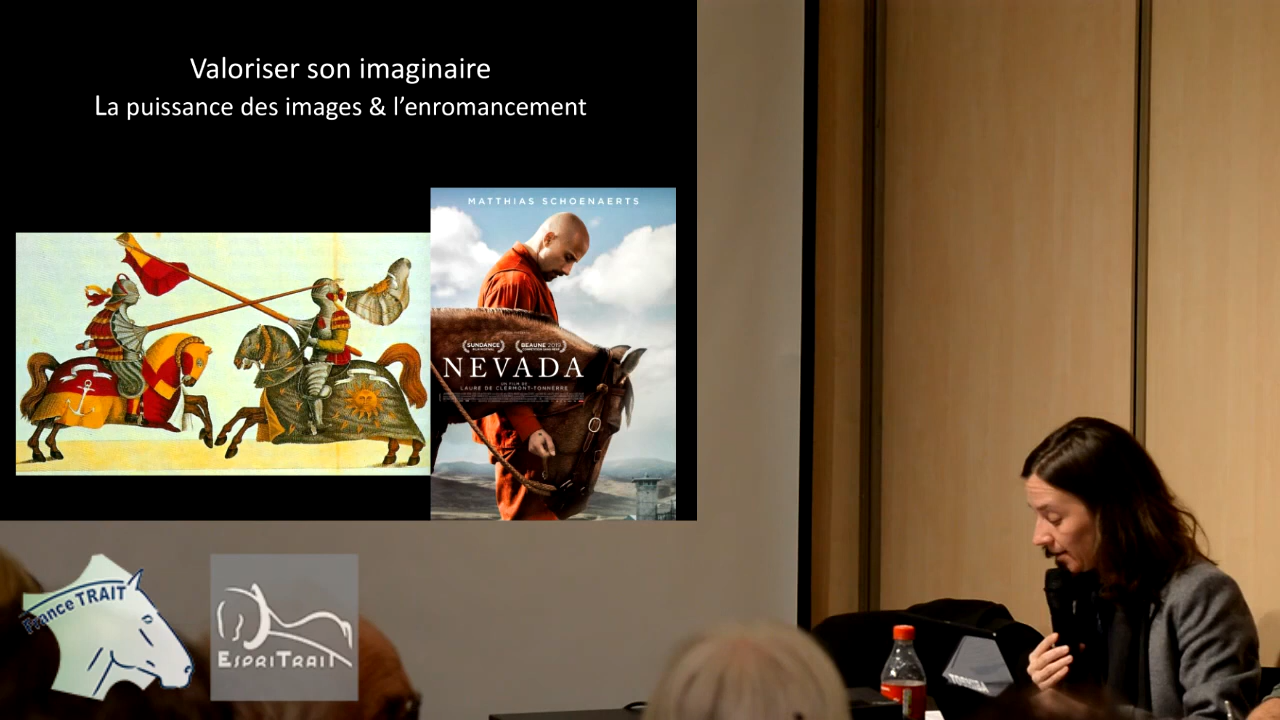 Valoriser son imaginaire
La puissance des images & l'enromancement
MATTHIAS SCHOENAERTS
SUNDANCE
BEAUNE 2019
NEVADA
UN FILM DE
LAURE DE CLERMONT-TONNERRE
France TRAIT
ESPRITRAIT